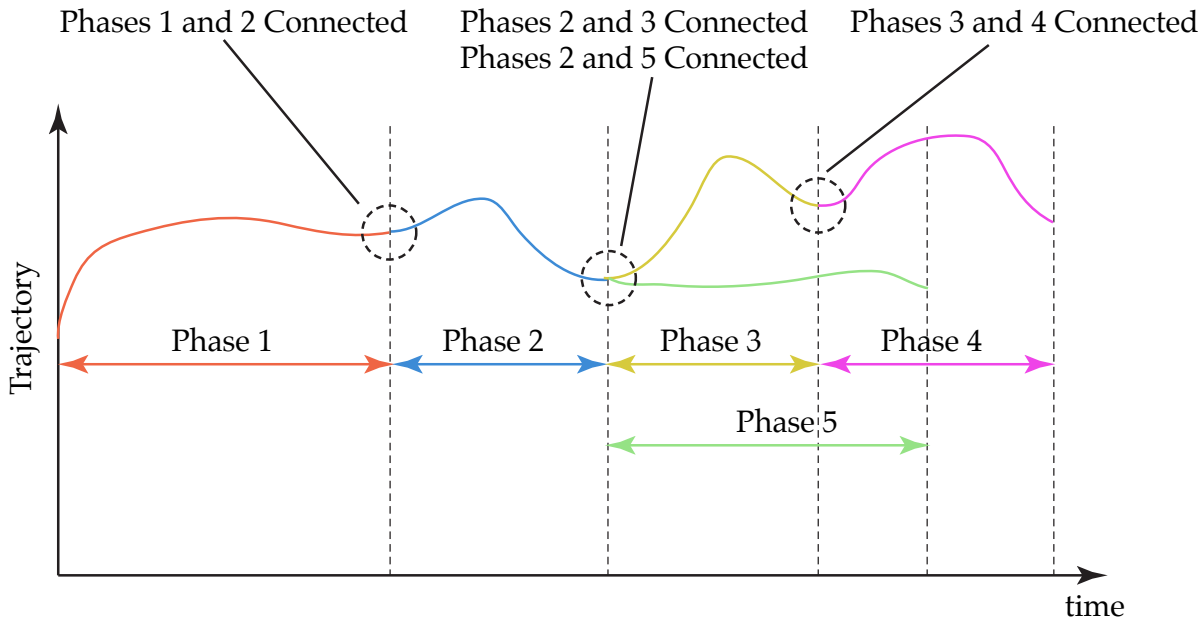 Phases 1 and 2 Connected
Phases 2 and 3 Connected
Phases 2 and 5 Connected
Phases 3 and 4 Connected
Trajectory
Phase 1
Phase 2
Phase 3
Phase 4
Phase 5
time